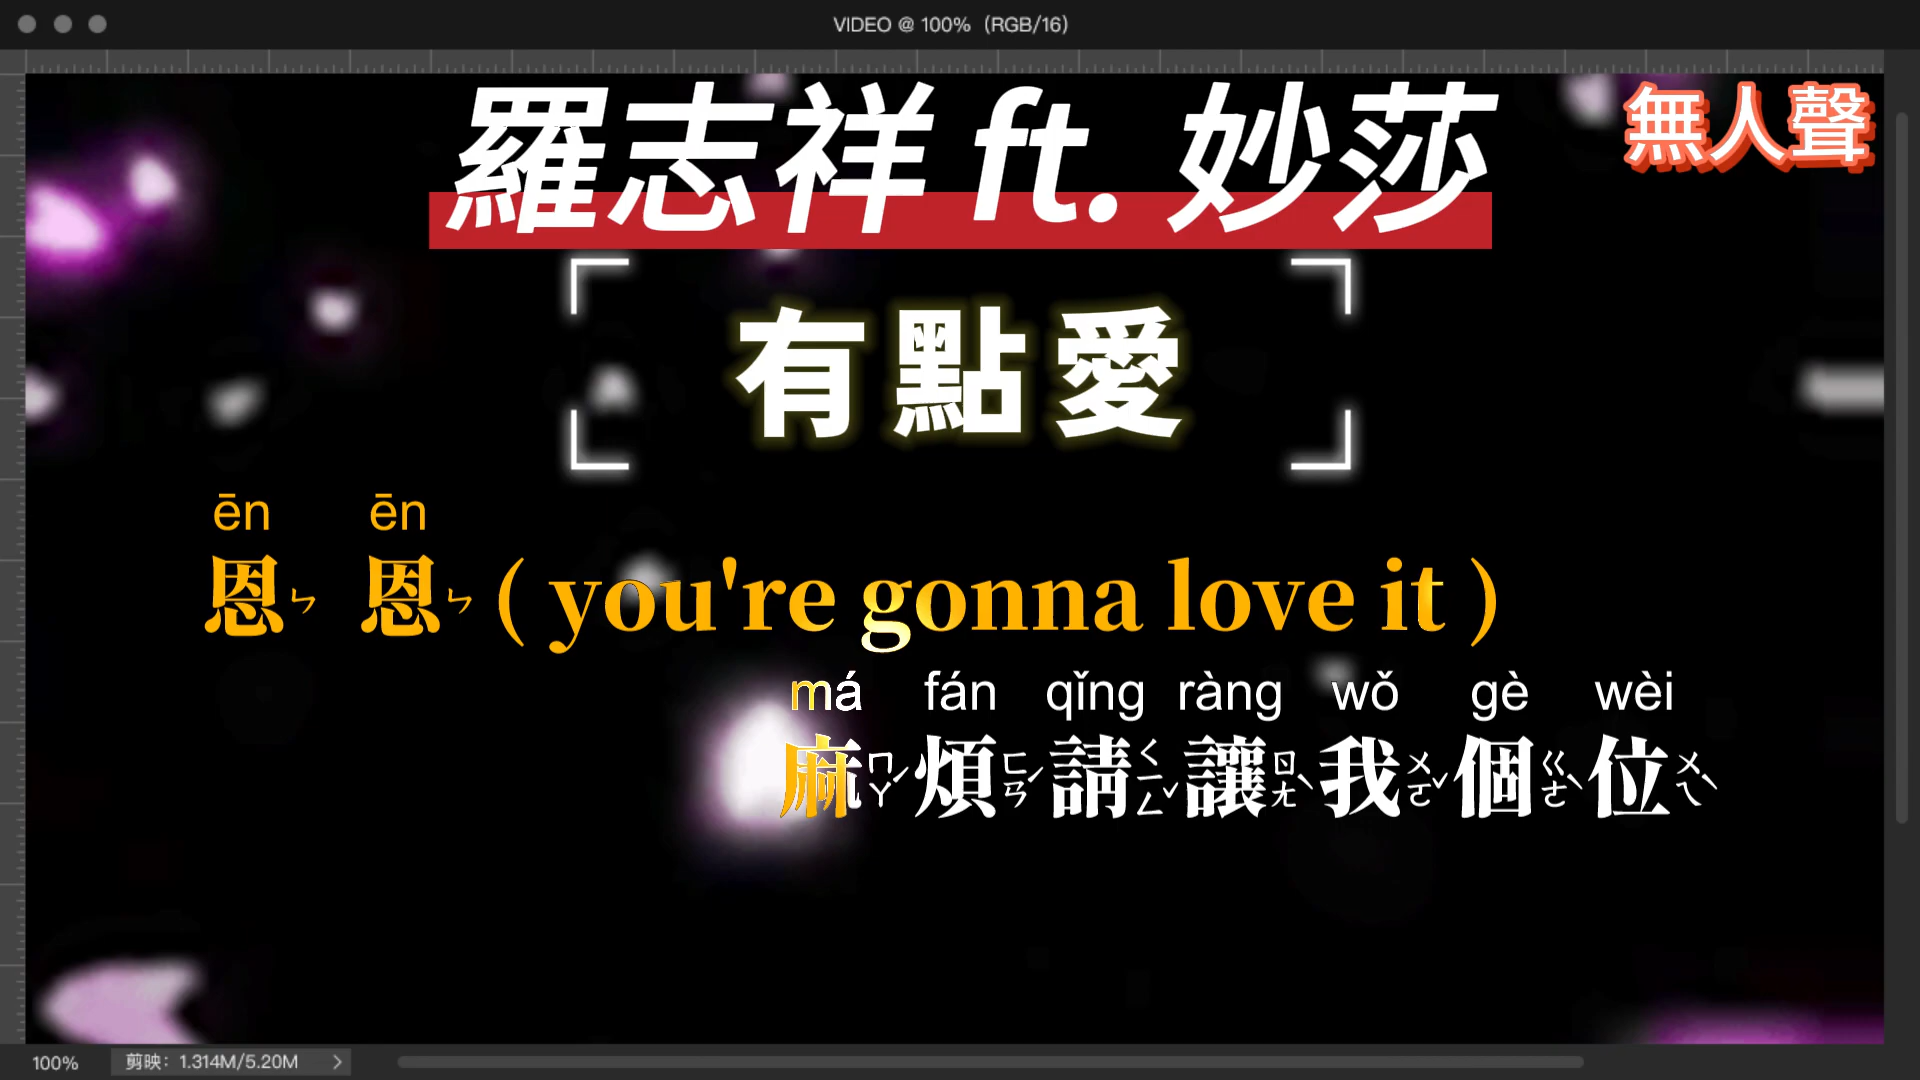 VIDEO @ 100%（RGB/16）
羅志祥 ft. 妙莎
無人聲
有點愛
ēn ēn
恩ㄣ 恩ㄣ ( you're gonna love it )
má fán qǐng ràng wǒ gè wèi
麻ㄇㄚˊ 煩ㄈㄢˊ 請ㄑㄧㄥˇ 讓ㄖㄤˋ 我ㄨㄛˇ 個ㄍㄜˋ 位ㄨㄟˋ
100% 剪映：1.314M/5.20M >